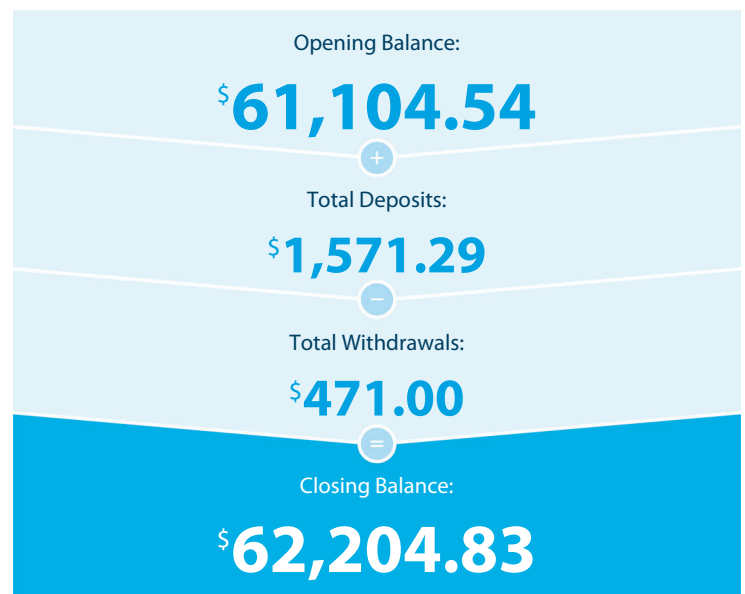 Opening Balance:
$61,104.54
+
Total Deposits:
$1,571.29
−
Total Withdrawals:
$471.00
=
Closing Balance:
$62,204.83